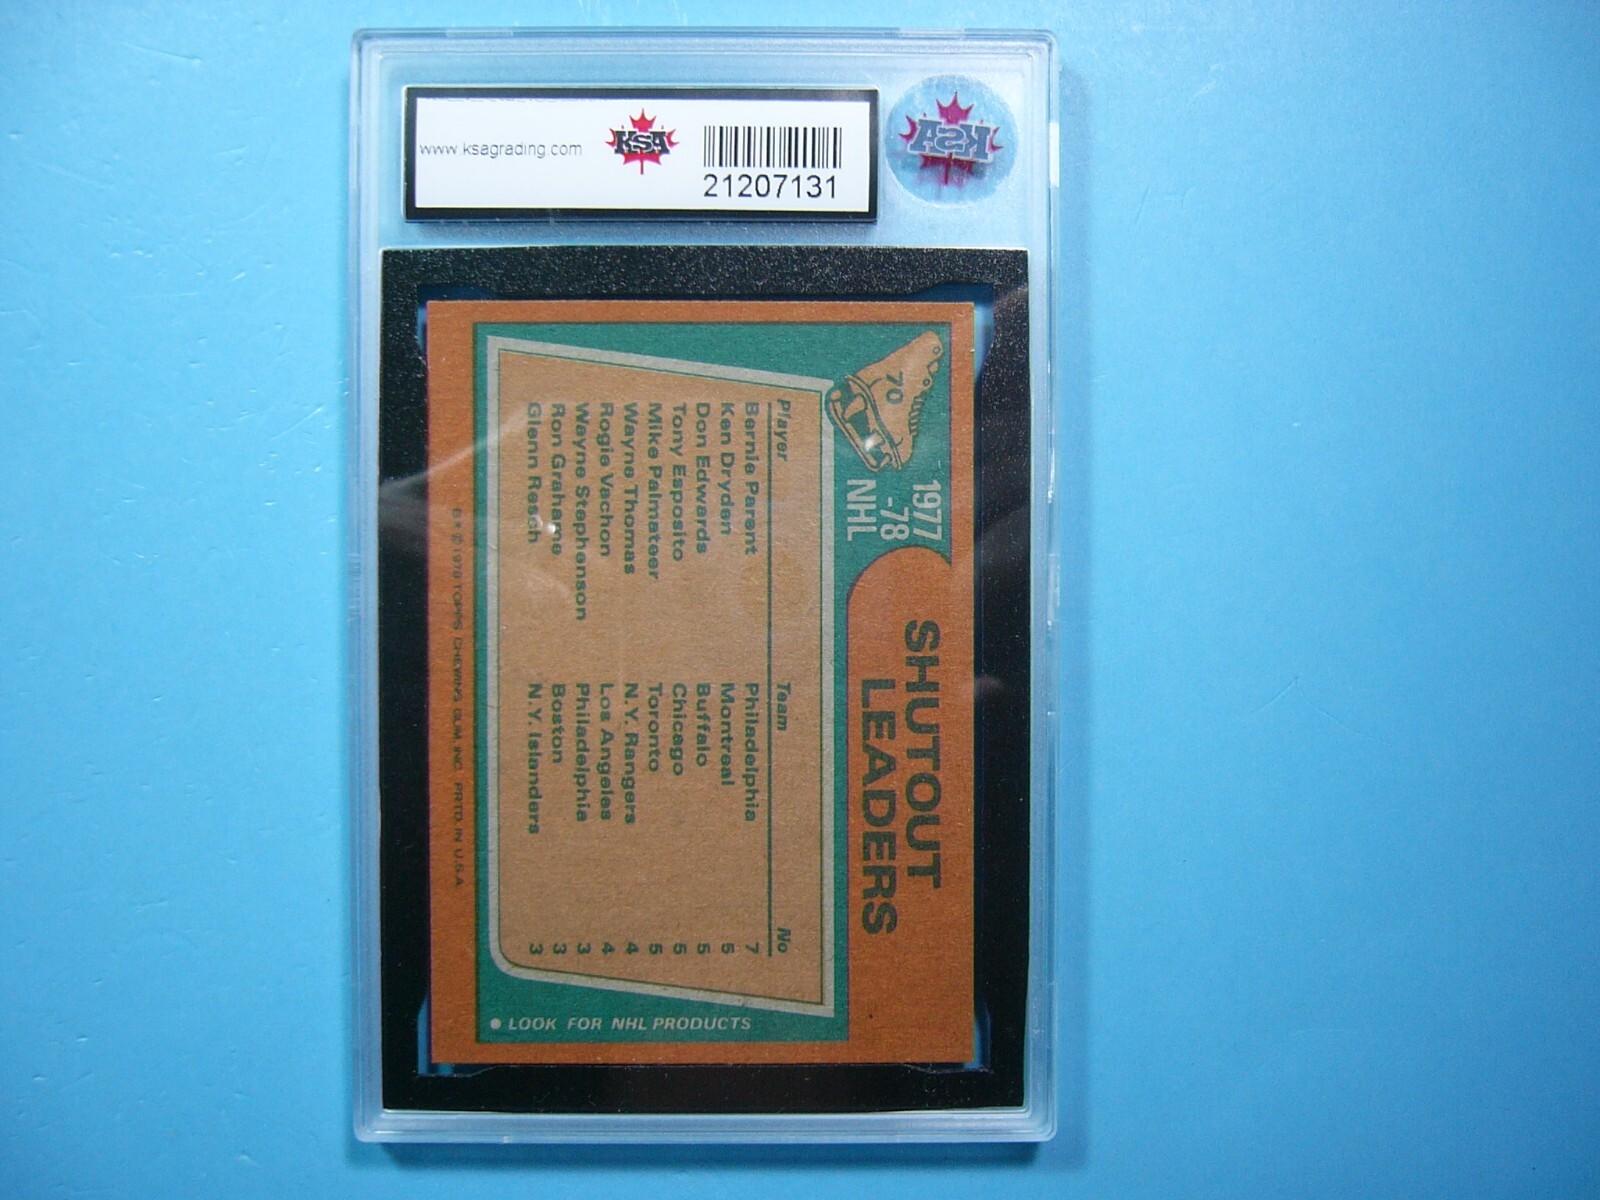 www.ksagrading.com
KSA
21207131
KSA
70
1977
-78
NHL
SHUTOUT
LEADERS
Player Team No
Bernie Parent Philadelphia 7
Ken Dryden Montreal 5
Don Edwards Buffalo 5
Tony Esposito Chicago 5
Mike Palmateer Toronto 5
Wayne Thomas N.Y. Rangers 4
Rogie Vachon Los Angeles 4
Wayne Stephenson Philadelphia 3
Ron Grahame Boston 3
Glenn Resch N.Y. Islanders 3
● LOOK FOR NHL PRODUCTS
B* ©1978 TOPPS CHEWING GUM, INC. PRTD. IN U.S.A.